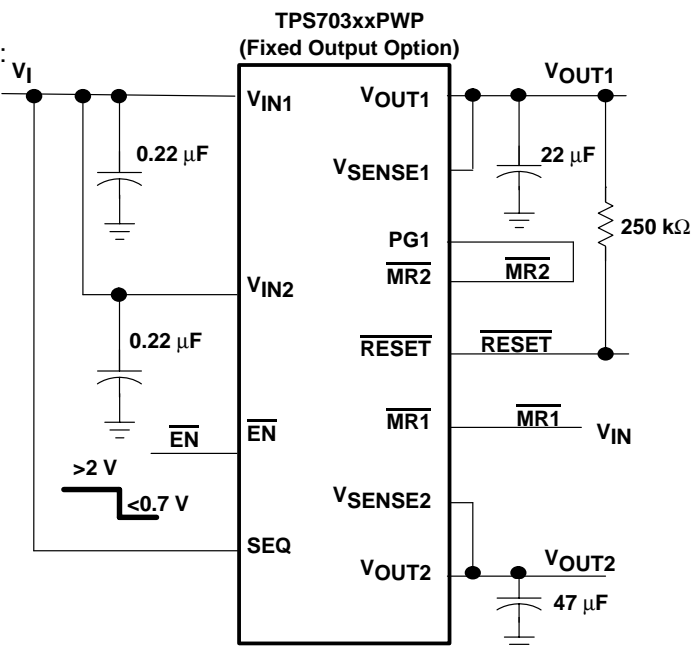 TPS703xxPWP
(Fixed Output Option)
:
VI
VIN1
VOUT1
VOUT1
0.22 μF
22 μF
VSENSE1
250 kΩ
PG1
MR2
MR2
VIN2
0.22 μF
RESET
RESET
EN
EN
MR1
MR1
VIN
>2 V
<0.7 V
VSENSE2
SEQ
VOUT2
VOUT2
47 μF